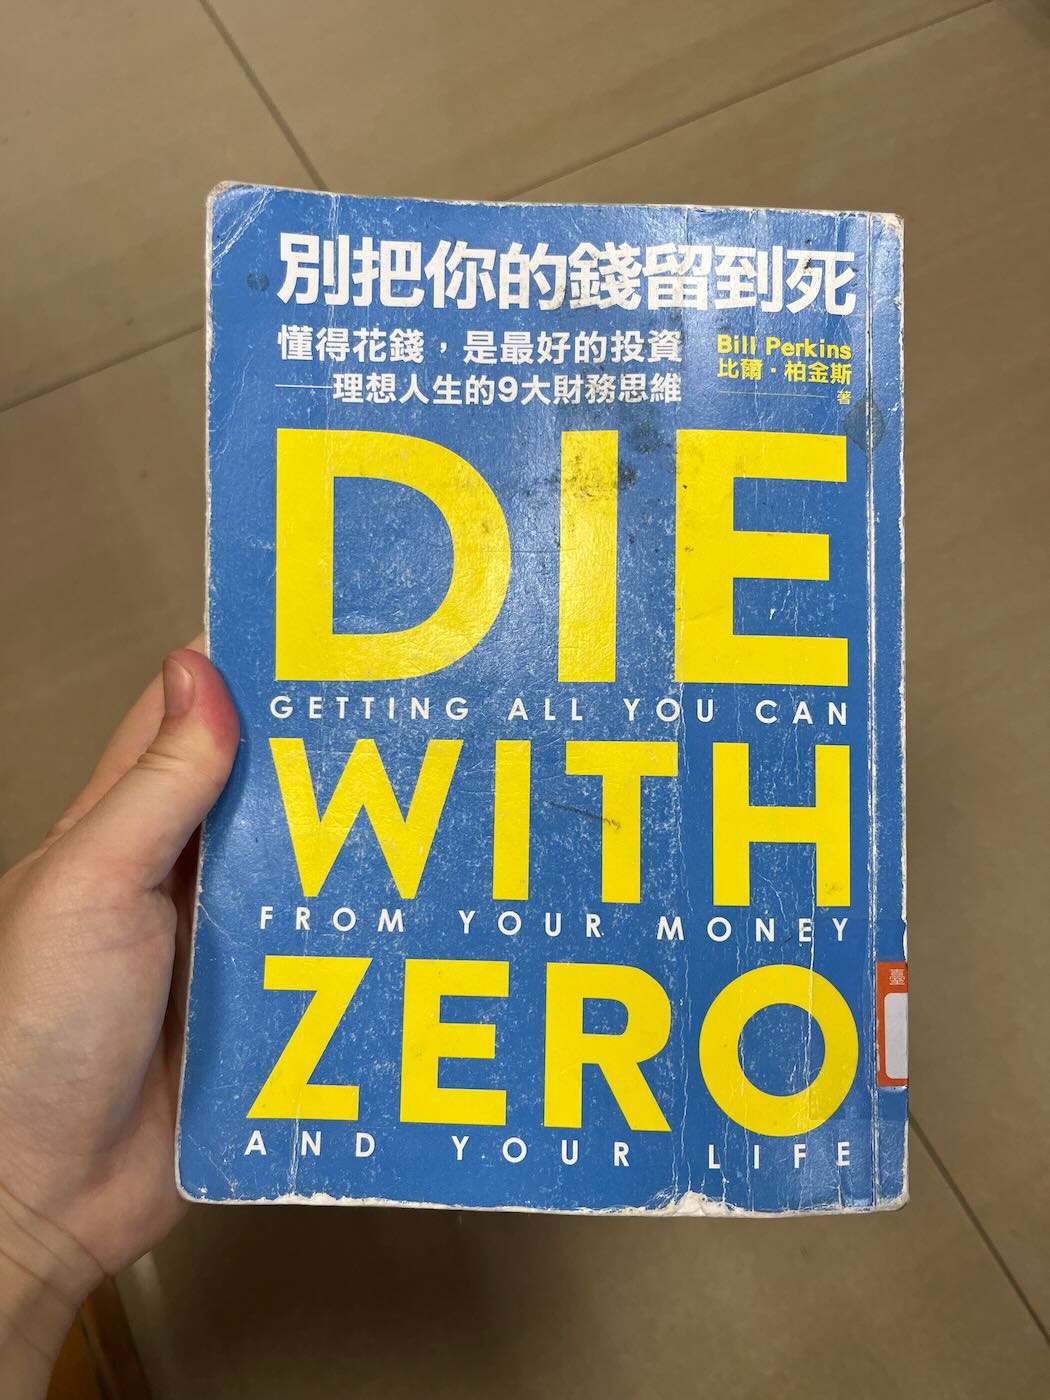 別把你的錢留到死
懂得花錢，是最好的投資
——理想人生的9大財務思維
Bill Perkins
比爾・柏金斯
著
DIE
GETTING ALL YOU CAN
WITH
FROM YOUR MONEY
ZERO
AND YOUR LIFE
臺